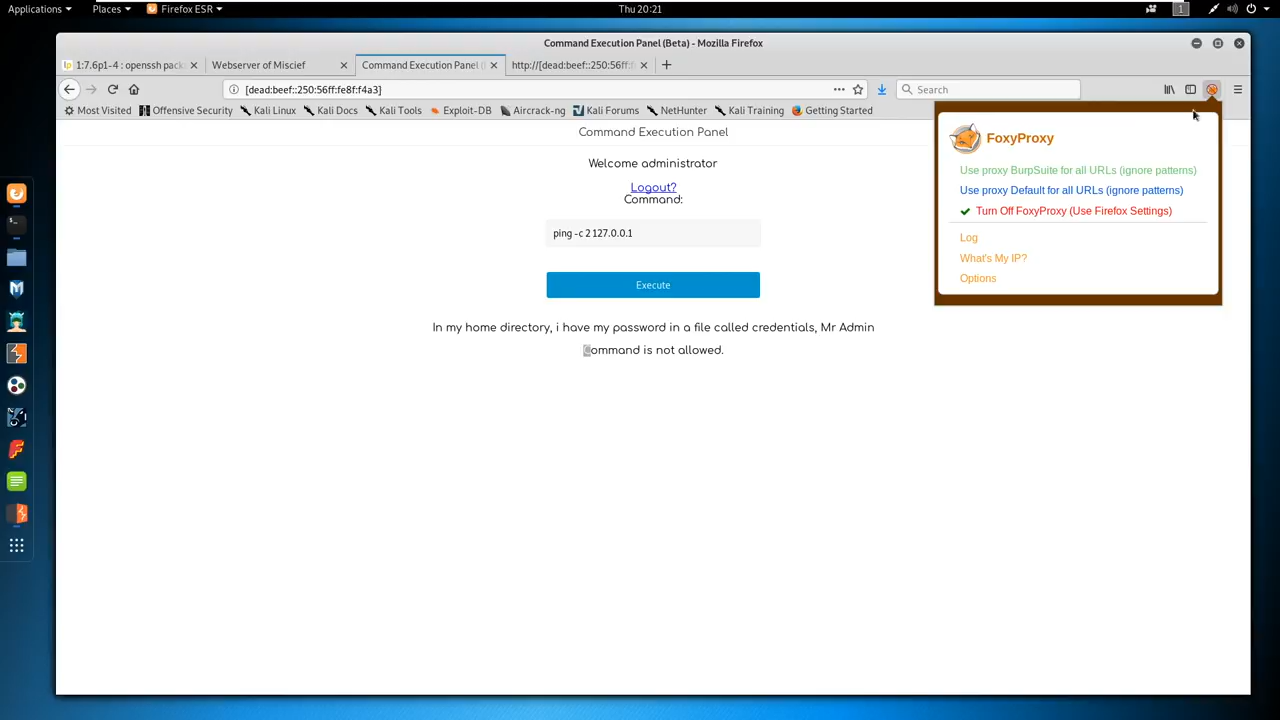 Applications
Places
Firefox ESR
Thu 20:21
1
Command Execution Panel (Beta) - Mozilla Firefox
1:7.6p1-4 : openssh pack
Webserver of Miscief
Command Execution Panel (
http://[dead:beef::250:56ff:f
[dead:beef::250:56ff:fe8f:f4a3]
Search
Most Visited
Offensive Security
Kali Linux
Kali Docs
Kali Tools
Exploit-DB
Aircrack-ng
Kali Forums
NetHunter
Kali Training
Getting Started
Command Execution Panel
Welcome administrator
Logout?
Command:
ping -c 2 127.0.0.1
Execute
In my home directory, i have my password in a file called credentials, Mr Admin
Command is not allowed.
FoxyProxy
Use proxy BurpSuite for all URLs (ignore patterns)
Use proxy Default for all URLs (ignore patterns)
Turn Off FoxyProxy (Use Firefox Settings)
Log
What's My IP?
Options